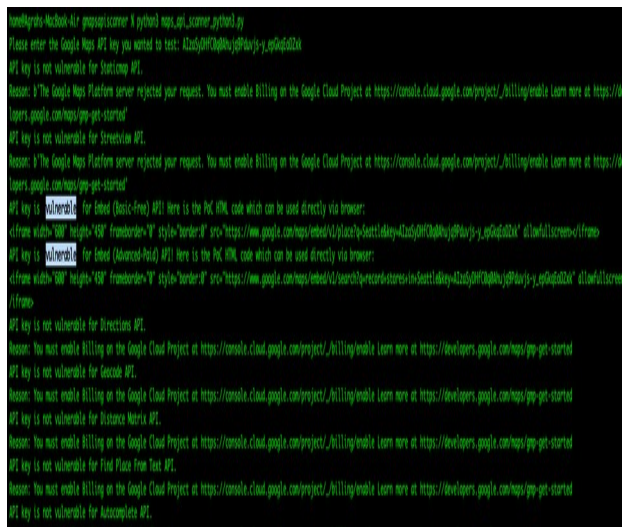 home@Agrahs-MacBook-Air gmapsapiscanner % python3 maps_api_scanner_python3.py
Please enter the Google Maps API key you wanted to test:
API key is not vulnerable for Staticmap API.
Reason: b'The Google Maps Platform server rejected your request. You must enable Billing on the Google Cloud Project at https://console.cloud.google.com/project/_/billing/enable Learn more at https://de
lopers.google.com/maps/gmp-get-started'
API key is not vulnerable for Streetview API.
Reason: b'The Google Maps Platform server rejected your request. You must enable Billing on the Google Cloud Project at https://console.cloud.google.com/project/_/billing/enable Learn more at https://de
lopers.google.com/maps/gmp-get-started'
API key is vulnerable for Embed (Basic-Free) API! Here is the PoC HTML code which can be used directly via browser:
<iframe width="600" height="450" frameborder="0" style="border:0" src="https://www.google.com/maps/embed/v1/place?q=Seattle&key= allowfullscreen></iframe>
API key is vulnerable for Embed (Advanced-Paid) API! Here is the PoC HTML code which can be used directly via browser:
<iframe width="600" height="450" frameborder="0" style="border:0" src="https://www.google.com/maps/embed/v1/search?q=record+stores+in+Seattle&key= allowfullscreen
/iframe>
API key is not vulnerable for Directions API.
Reason: You must enable Billing on the Google Cloud Project at https://console.cloud.google.com/project/_/billing/enable Learn more at https://developers.google.com/maps/gmp-get-started
API key is not vulnerable for Geocode API.
Reason: You must enable Billing on the Google Cloud Project at https://console.cloud.google.com/project/_/billing/enable Learn more at https://developers.google.com/maps/gmp-get-started
API key is not vulnerable for Distance Matrix API.
Reason: You must enable Billing on the Google Cloud Project at https://console.cloud.google.com/project/_/billing/enable Learn more at https://developers.google.com/maps/gmp-get-started
API key is not vulnerable for Find Place From Text API.
Reason: You must enable Billing on the Google Cloud Project at https://console.cloud.google.com/project/_/billing/enable Learn more at https://developers.google.com/maps/gmp-get-started
API key is not vulnerable for Autocomplete API.